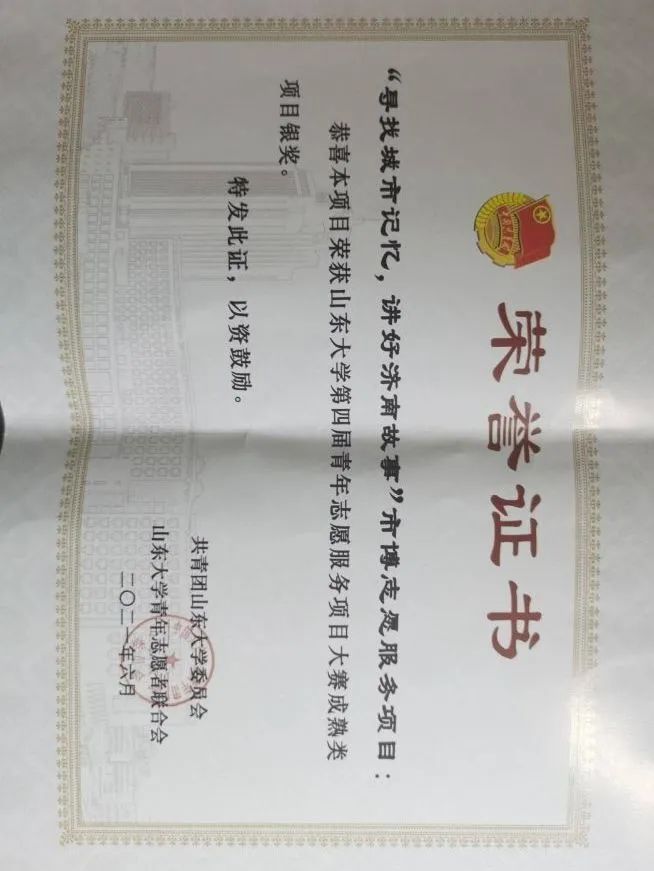 荣誉证书
“寻找城市记忆，讲好济南故事”市博志愿服务项目：
恭喜本项目荣获山东大学第四届青年志愿服务项目大赛成熟类
项目银奖。
特发此证，以资鼓励。
共青团山东大学委员会
山东大学青年志愿者联合会
二〇二一年六月